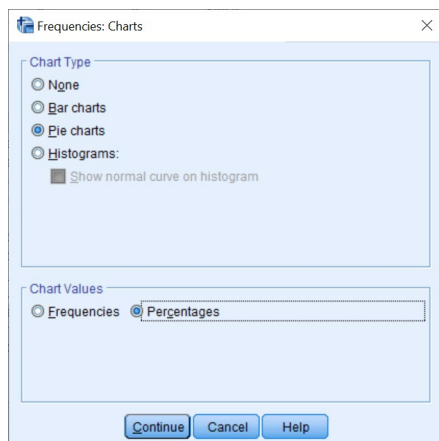 Frequencies: Charts
Chart Type
None
Bar charts
Pie charts
Histograms:
Show normal curve on histogram
Chart Values
Frequencies Percentages
Continue Cancel Help